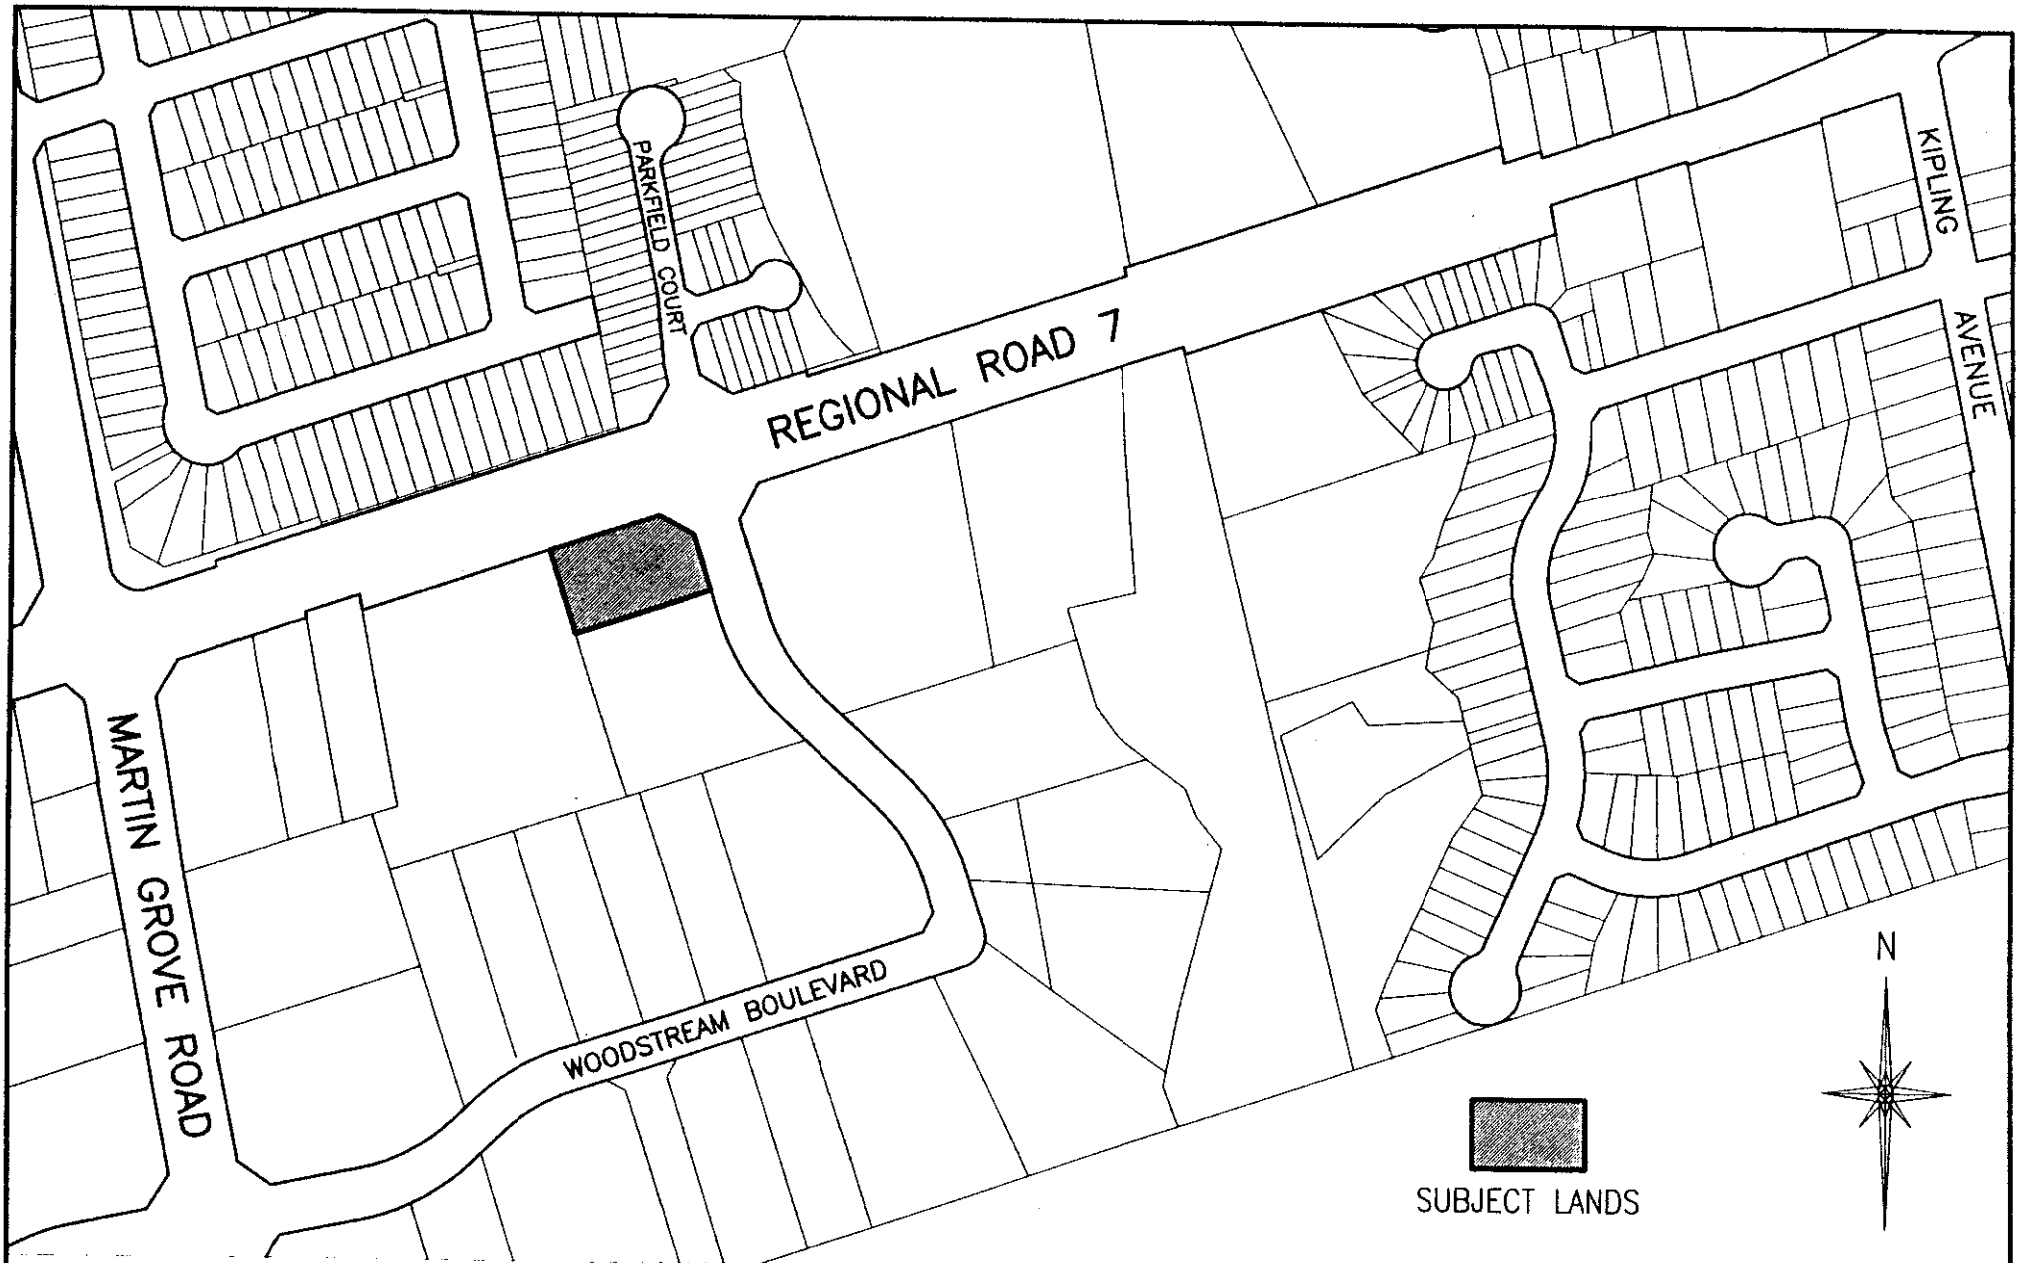 KIPLING
AVENUE
PARKFIELD COURT
REGIONAL ROAD 7
MARTIN GROVE ROAD
WOODSTREAM BOULEVARD
N
SUBJECT LANDS